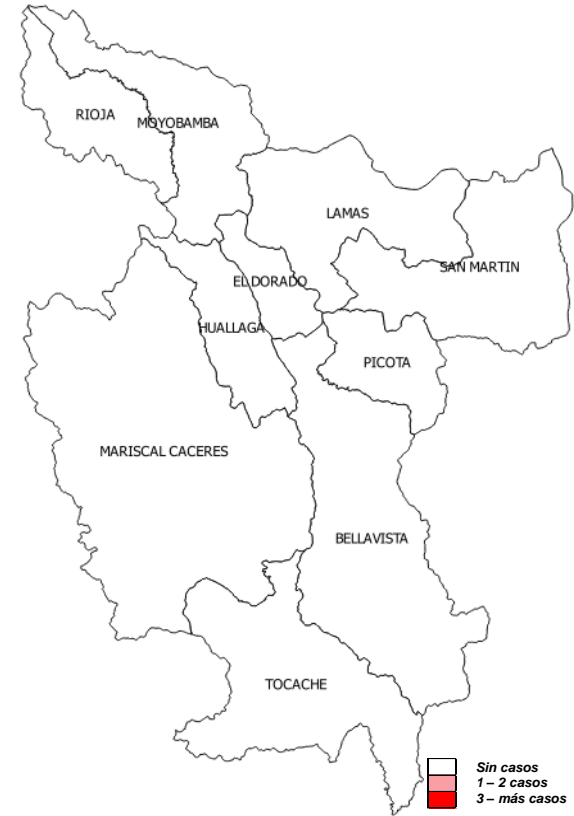 RIOJA
MOYOBAMBA
LAMAS
SAN MARTIN
EL DORADO
HUALLAGA
PICOTA
MARISCAL CACERES
BELLAVISTA
TOCACHE
Sin casos
1 – 2 casos
3 – más casos